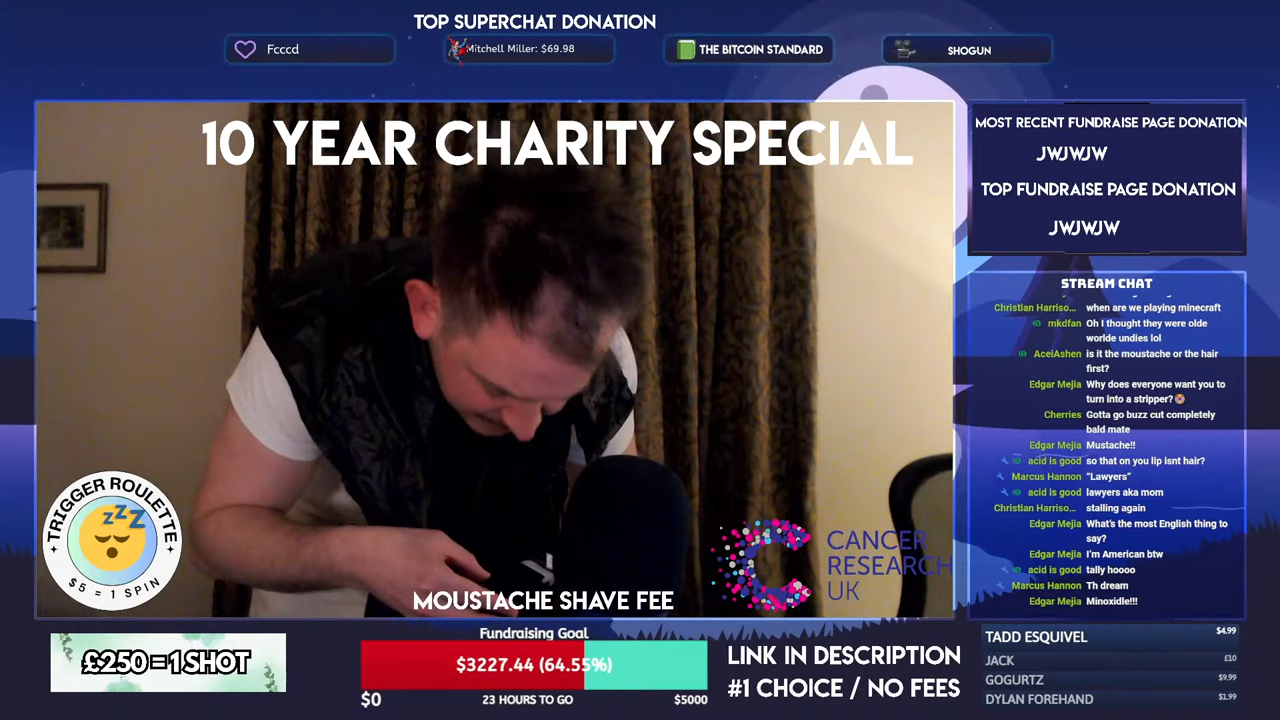 TOP SUPERCHAT DONATION
Fcccd
Mitchell Miller: $69.98
THE BITCOIN STANDARD
SHOGUN
10 YEAR CHARITY SPECIAL
MOST RECENT FUNDRAISE PAGE DONATION
JWJWJW
TOP FUNDRAISE PAGE DONATION
JWJWJW
STREAM CHAT
Christian Harriso... when are we playing minecraft
mkdfan Oh I thought they were olde
worlde undies lol
AceiAshen is it the moustache or the hair
first?
Edgar Mejia Why does everyone want you to
turn into a stripper?
Cherries Gotta go buzz cut completely
bald mate
Edgar Mejia Mustache!!
acid is good so that on you lip isnt hair?
Marcus Hannon "Lawyers"
acid is good lawyers aka mom
Christian Harriso... stalling again
Edgar Mejia What's the most English thing to
say?
Edgar Mejia I'm American btw
acid is good tally hoooo
Marcus Hannon Th dream
Edgar Mejia Minoxidle!!!
TRIGGER ROULETTE
zzZ
$5 = 1 SPIN
CANCER
RESEARCH
UK
MOUSTACHE SHAVE FEE
£250 = 1 SHOT
Fundraising Goal
$3227.44 (64.55%)
$0
23 HOURS TO GO
$5000
LINK IN DESCRIPTION
#1 CHOICE / NO FEES
TADD ESQUIVEL $4.99
JACK £10
GOGURTZ $9.99
DYLAN FOREHAND $1.99